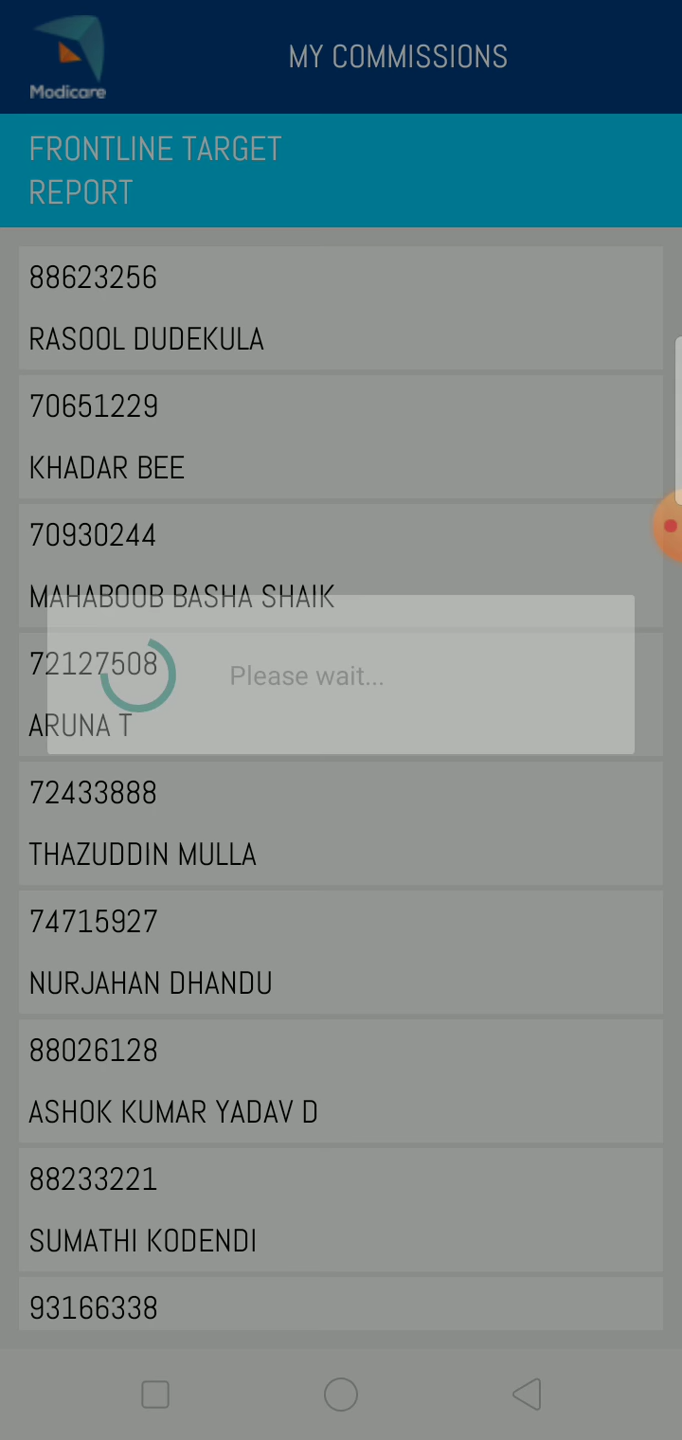 Modicare
MY COMMISSIONS
FRONTLINE TARGET
REPORT
88623256
RASOOL DUDEKULA
70651229
KHADAR BEE
70930244
MAHABOOB BASHA SHAIK
72127508
Please wait...
ARUNA T
72433888
THAZUDDIN MULLA
74715927
NURJAHAN DHANDU
88026128
ASHOK KUMAR YADAV D
88233221
SUMATHI KODENDI
93166338